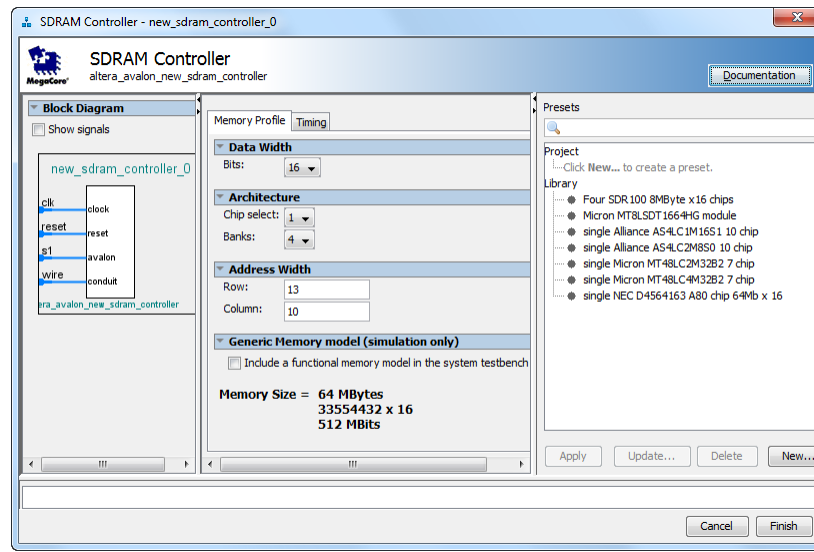 SDRAM Controller - new_sdram_controller_0
SDRAM Controller
altera_avalon_new_sdram_controller
MegaCore'
Documentation
Block Diagram
Show signals
new_sdram_controller_0
clk
clock
reset
reset
s1
avalon
wire
conduit
era_avalon_new_sdram_controller
Memory Profile
Timing
Data Width
Bits:
16
Architecture
Chip select:
1
Banks:
4
Address Width
Row:
13
Column:
10
Generic Memory model (simulation only)
Include a functional memory model in the system testbench
Memory Size = 64 MBytes
33554432 x 16
512 MBits
Presets
Project
Click New... to create a preset.
Library
Four SDR100 8MByte x16 chips
Micron MT8LSDT1664HG module
single Alliance AS4LC1M16S1 10 chip
single Alliance AS4LC2M8S0 10 chip
single Micron MT48LC2M32B2 7 chip
single Micron MT48LC4M32B2 7 chip
single NEC D4564163 A80 chip 64Mb x 16
Apply
Update...
Delete
New...
Cancel
Finish